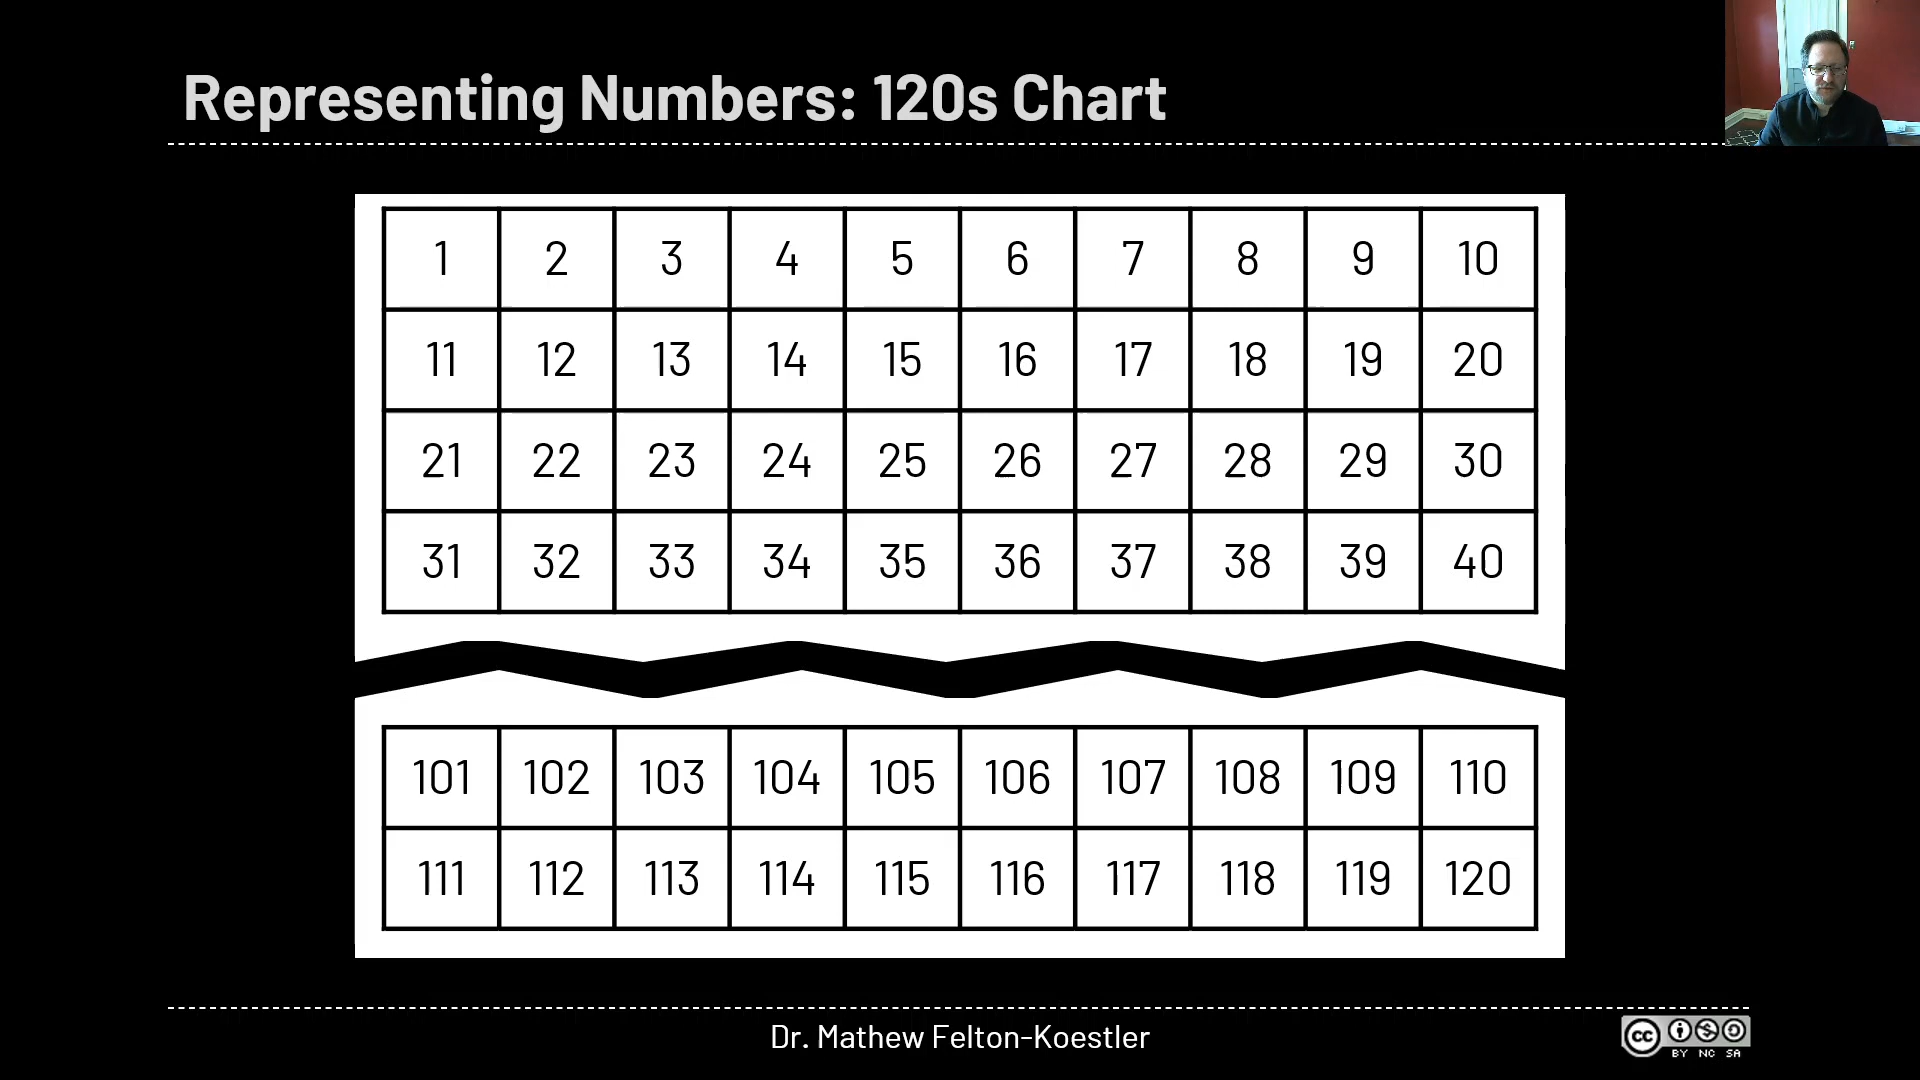 Representing Numbers: 120s Chart
1 2 3 4 5 6 7 8 9 10
11 12 13 14 15 16 17 18 19 20
21 22 23 24 25 26 27 28 29 30
31 32 33 34 35 36 37 38 39 40
101 102 103 104 105 106 107 108 109 110
111 112 113 114 115 116 117 118 119 120
Dr. Mathew Felton-Koestler
cc
BY NC SA